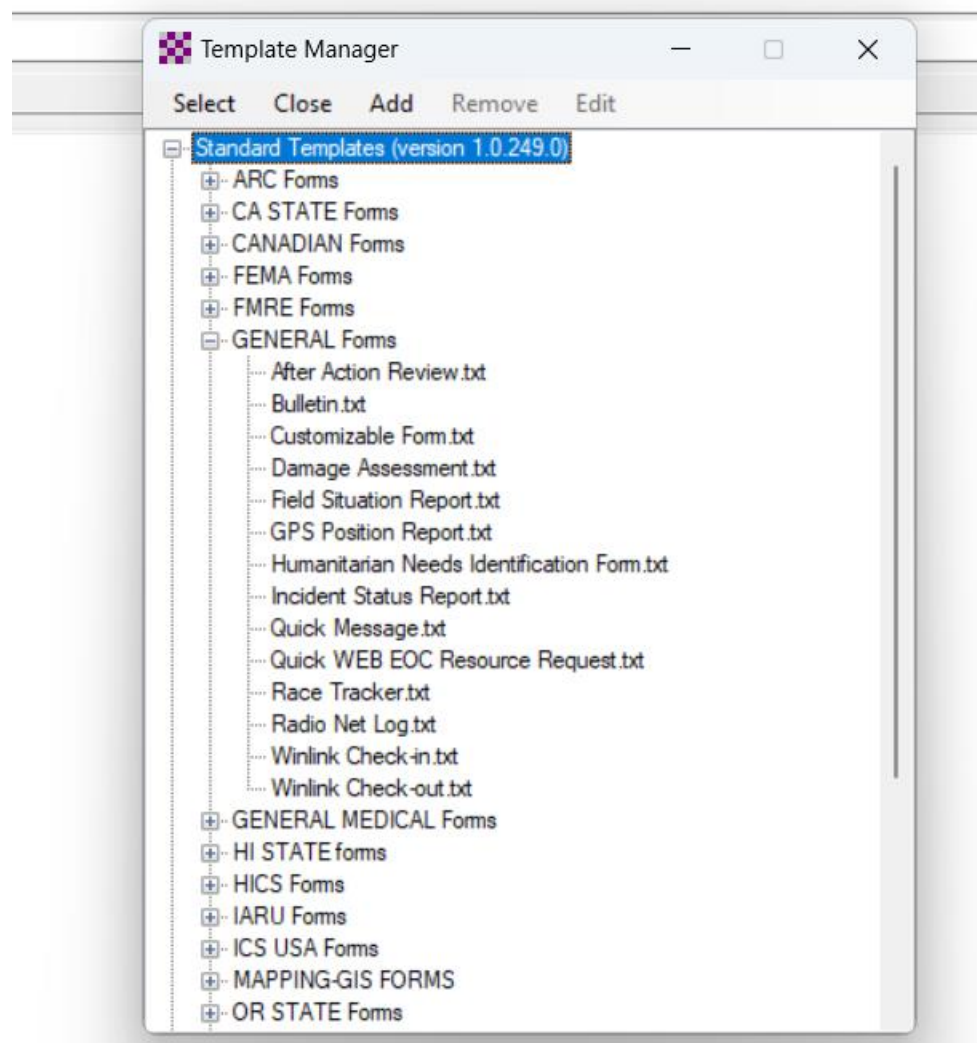 Template Manager
Select Close Add Remove Edit
Standard Templates (version 1.0.249.0)
ARC Forms
CA STATE Forms
CANADIAN Forms
FEMA Forms
FMRE Forms
GENERAL Forms
After Action Review.txt
Bulletin.txt
Customizable Form.txt
Damage Assessment.txt
Field Situation Report.txt
GPS Position Report.txt
Humanitarian Needs Identification Form.txt
Incident Status Report.txt
Quick Message.txt
Quick WEB EOC Resource Request.txt
Race Tracker.txt
Radio Net Log.txt
Winlink Check-in.txt
Winlink Check-out.txt
GENERAL MEDICAL Forms
HI STATE forms
HICS Forms
IARU Forms
ICS USA Forms
MAPPING-GIS FORMS
OR STATE Forms